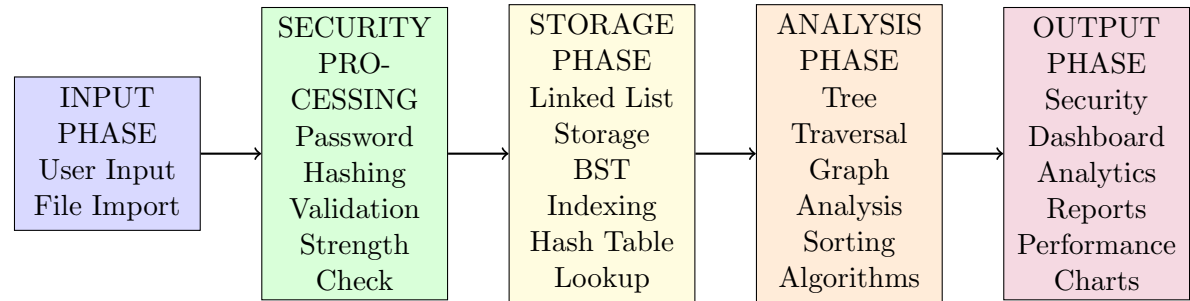 INPUT
PHASE
User Input
File Import
SECURITY
PRO-
CESSING
Password
Hashing
Validation
Strength
Check
STORAGE
PHASE
Linked List
Storage
BST
Indexing
Hash Table
Lookup
ANALYSIS
PHASE
Tree
Traversal
Graph
Analysis
Sorting
Algorithms
OUTPUT
PHASE
Security
Dashboard
Analytics
Reports
Performance
Charts